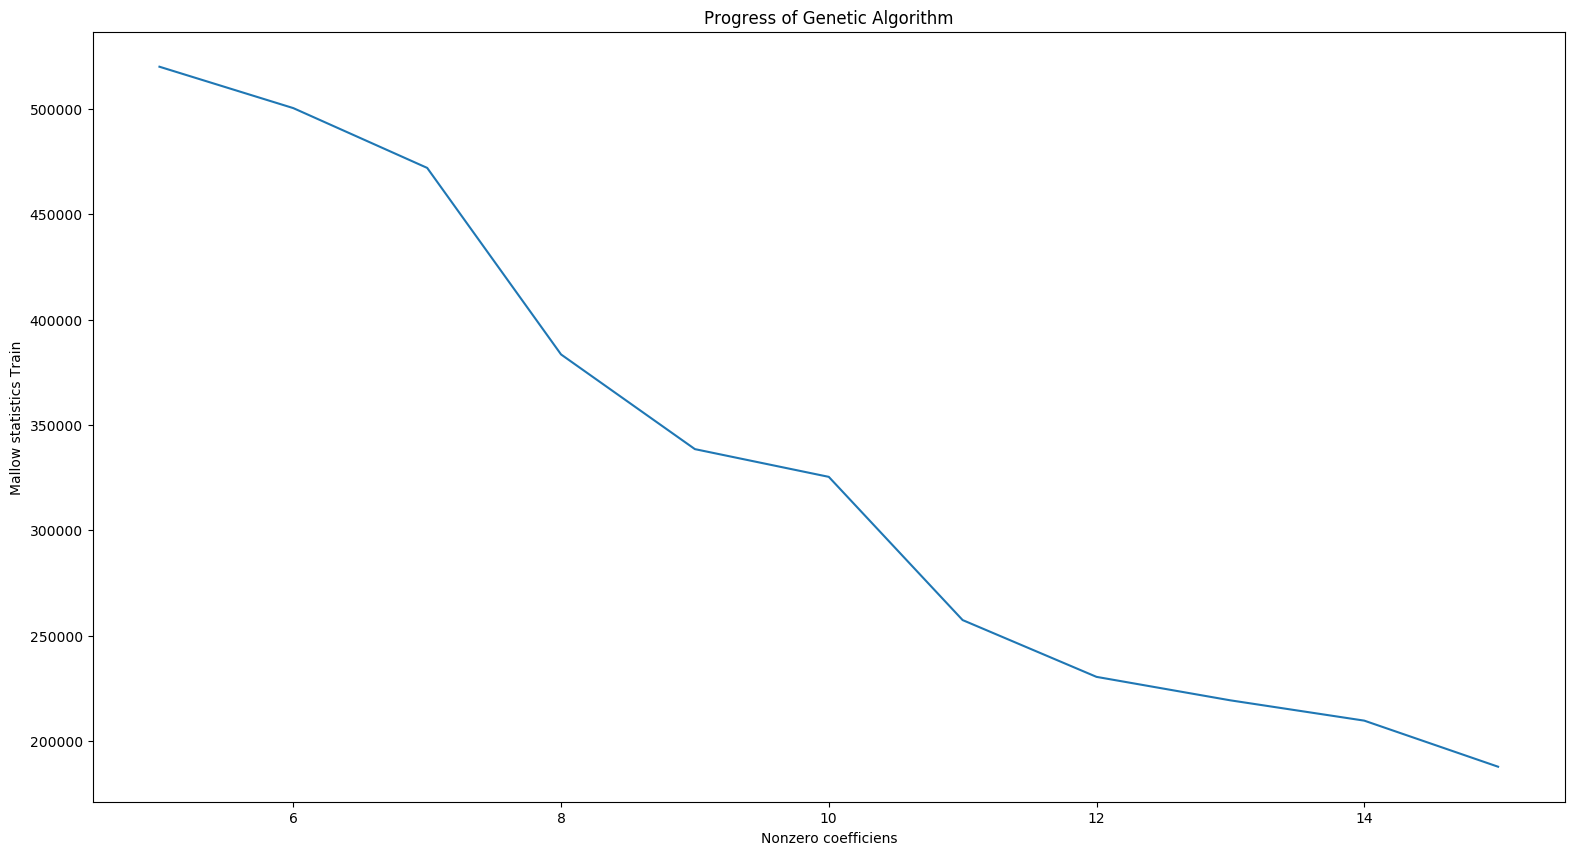 Progress of Genetic Algorithm
500000
450000
400000
350000
300000
250000
200000
Mallow statistics Train
6 8 10 12 14
Nonzero coefficiens